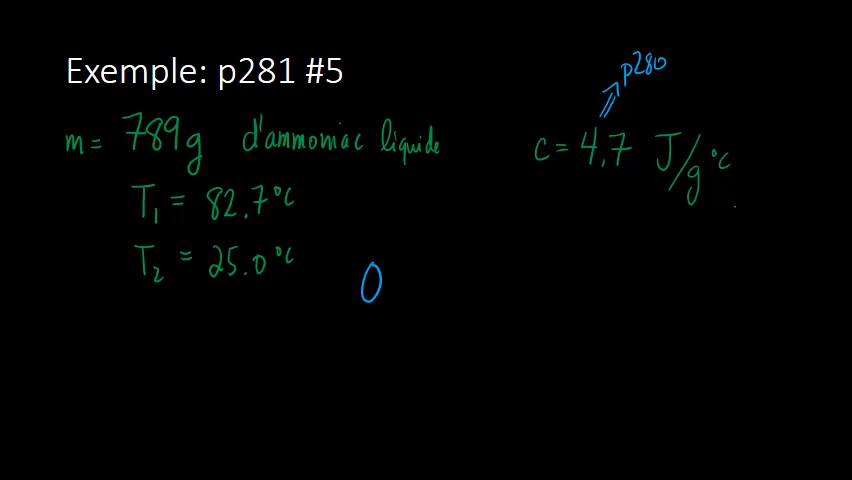 Exemple: p281 #5
p280
m = 789g d'ammoniac liquide
c = 4.7 J/g°c
T₁ = 82.7°c
T₂ = 25.0°c
0